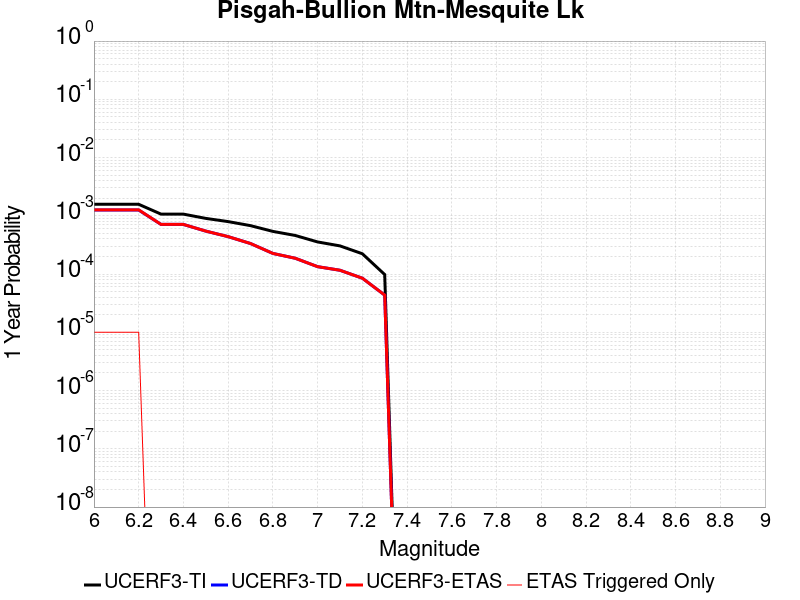 Pisgah-Bullion Mtn-Mesquite Lk
10^0
10^-1
10^-2
10^-3
10^-4
10^-5
10^-6
10^-7
10^-8
1 Year Probability
6 6.2 6.4 6.6 6.8 7 7.2 7.4 7.6 7.8 8 8.2 8.4 8.6 8.8 9
Magnitude
UCERF3-TI UCERF3-TD UCERF3-ETAS ETAS Triggered Only